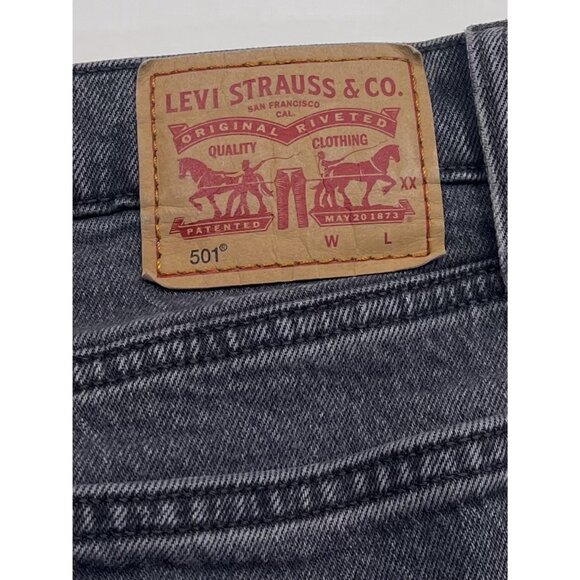 LEVI STRAUSS & CO.
SAN FRANCISCO
CAL.
ORIGINAL RIVETED
QUALITY CLOTHING
XX
PATENTED MAY 20 1873
501® W L